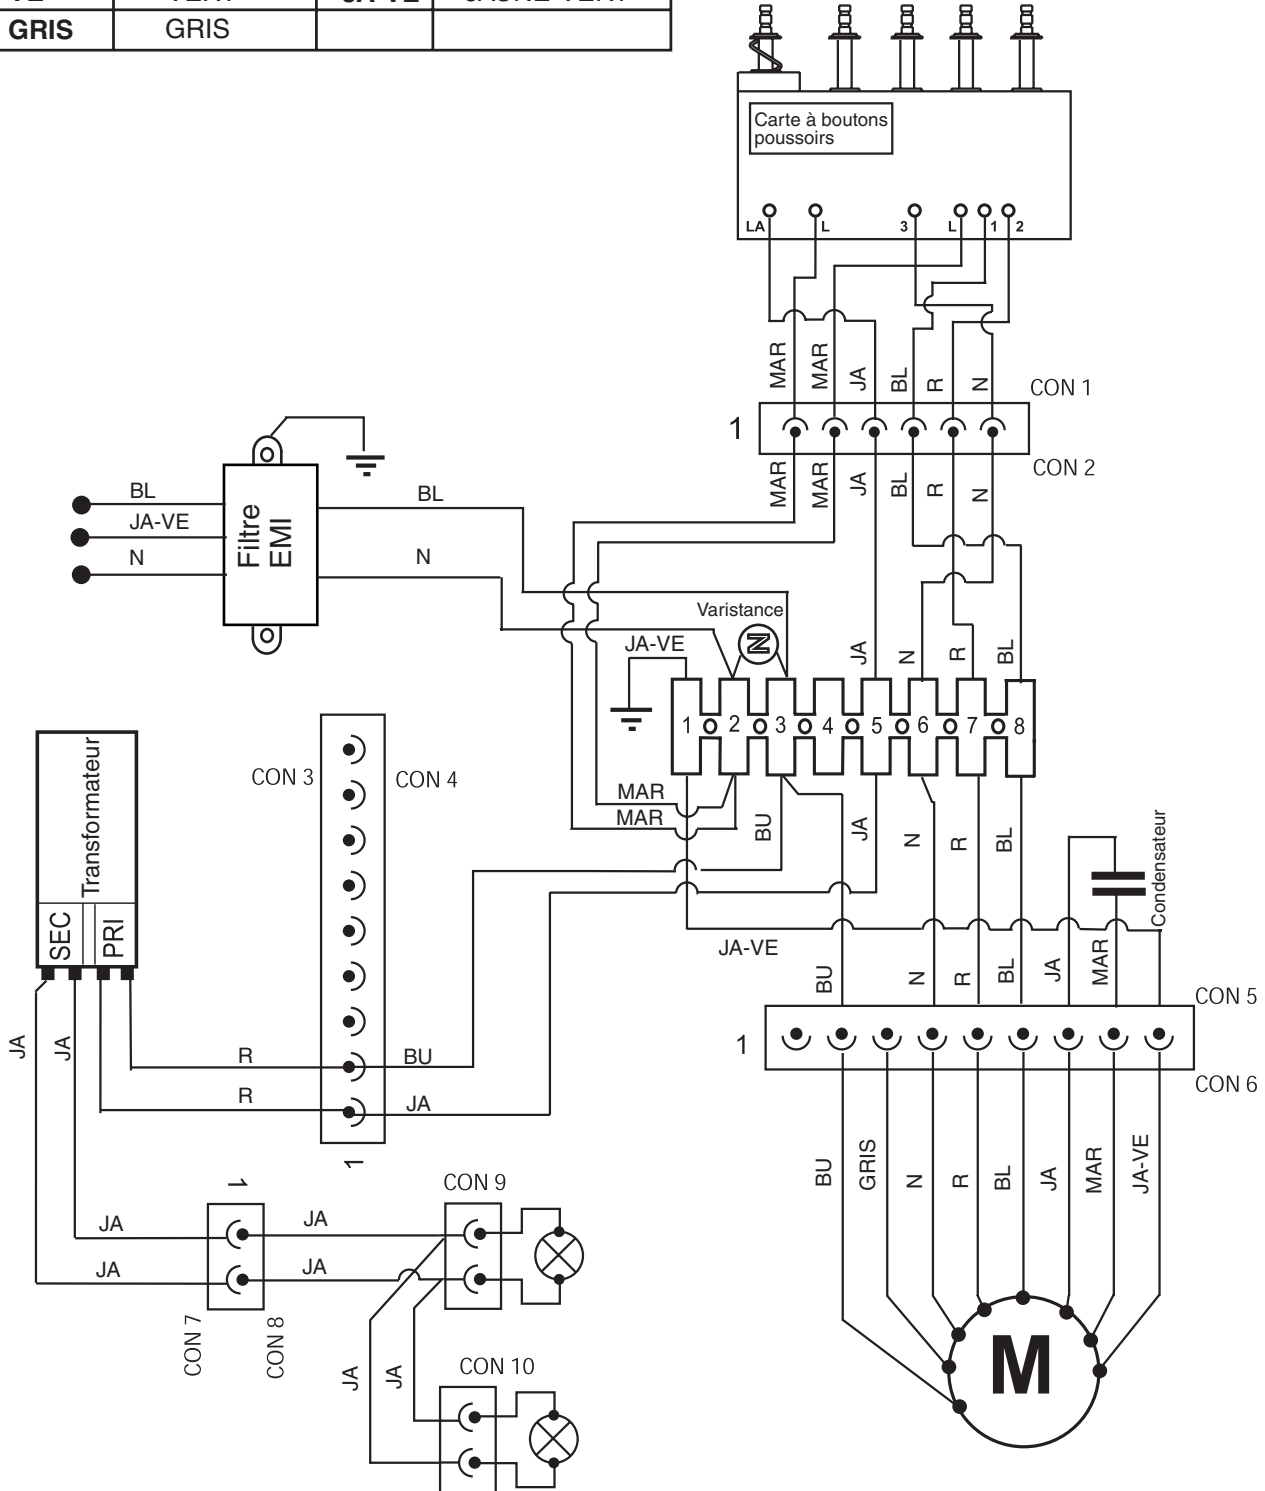 GRIS GRIS
Carte à boutons
poussoirs
LA L 3 L 1 2
MAR MAR JA BL R N
CON 1
1
CON 2
MAR MAR JA BL R N
BL
JA-VE
N
Filtre
EMI
BL
N
Varistance
N
JA-VE
JA N R BL
1 2 3 4 5 6 7 8
MAR
MAR
BU JA N R BL
Condensateur
JA-VE
BU N R BL JA MAR
CON 5
1
CON 6
BU GRIS N R BL JA MAR JA-VE
M
Transformateur
SEC PRI
CON 3
CON 4
JA JA
R
BU
R
JA
1
1
CON 9
JA
JA
JA
JA
CON 7
CON 8
JA JA
CON 10